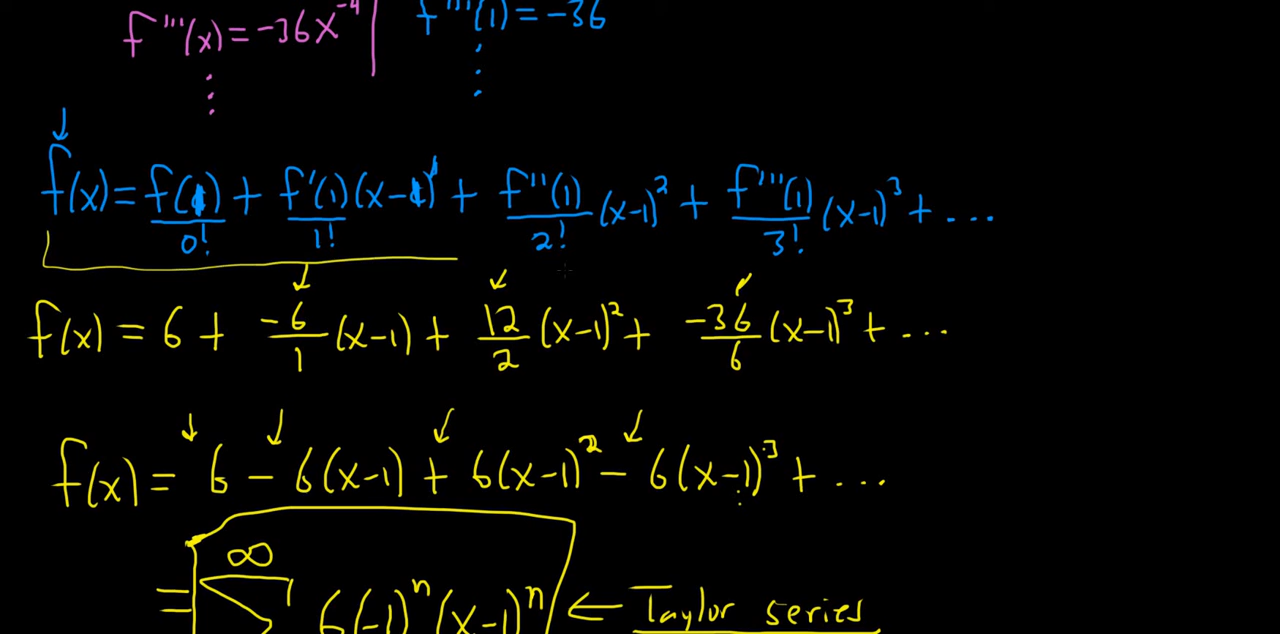 f'''(x) = -36x^-4 | f'''(1) = -36
⋮ ⋮
f(x) = f(1)/0! + f'(1)/1! (x-1)^1 + f''(1)/2! (x-1)^2 + f'''(1)/3! (x-1)^3 + ...
f(x) = 6 + -6/1 (x-1) + 12/2 (x-1)^2 + -36/6 (x-1)^3 + ...
f(x) = 6 - 6(x-1) + 6(x-1)^2 - 6(x-1)^3 + ...
= ∞ Σ 6(-1)^n (x-1)^n ← Taylor series